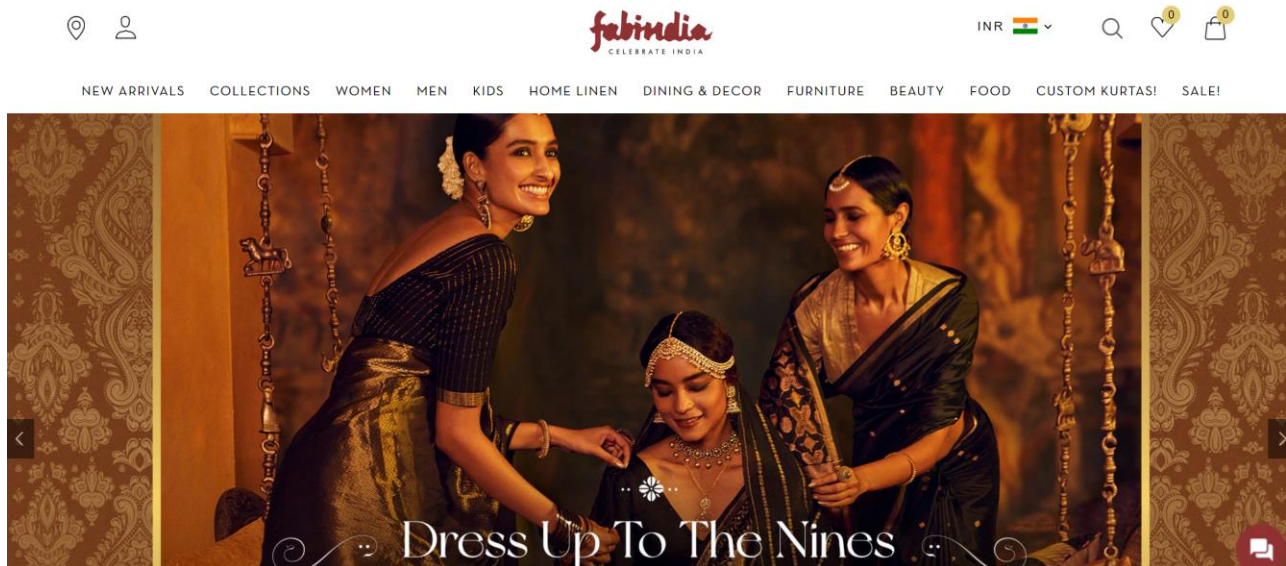 fabindia
CELEBRATE INDIA
INR
0
0
NEW ARRIVALS COLLECTIONS WOMEN MEN KIDS HOME LINEN DINING & DECOR FURNITURE BEAUTY FOOD CUSTOM KURTAS! SALE!
Dress Up To The Nines